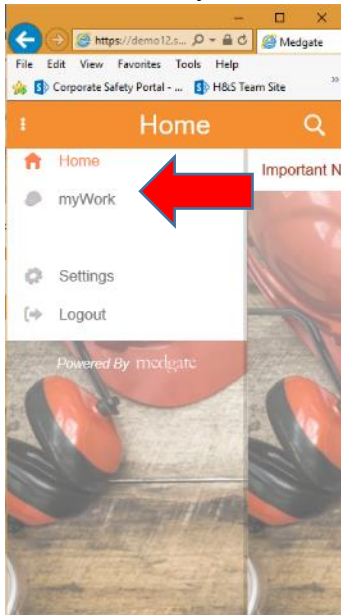 https://demo12.s... Medgate
File Edit View Favorites Tools Help
Corporate Safety Portal - ... H&S Team Site »
Home
Home
Important N
myWork
Settings
Logout
Powered By medgate